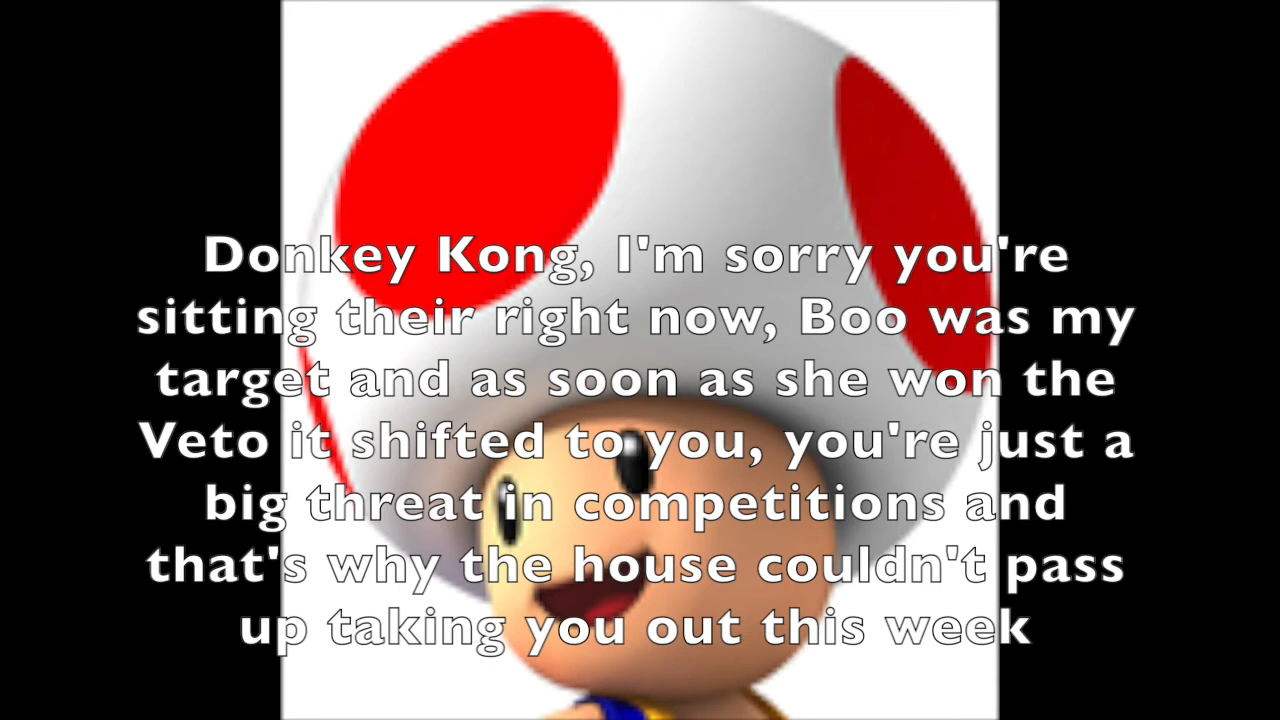 Donkey Kong, I'm sorry you're
sitting their right now, Boo was my
target and as soon as she won the
Veto it shifted to you, you're just a
big threat in competitions and
that's why the house couldn't pass
up taking you out this week